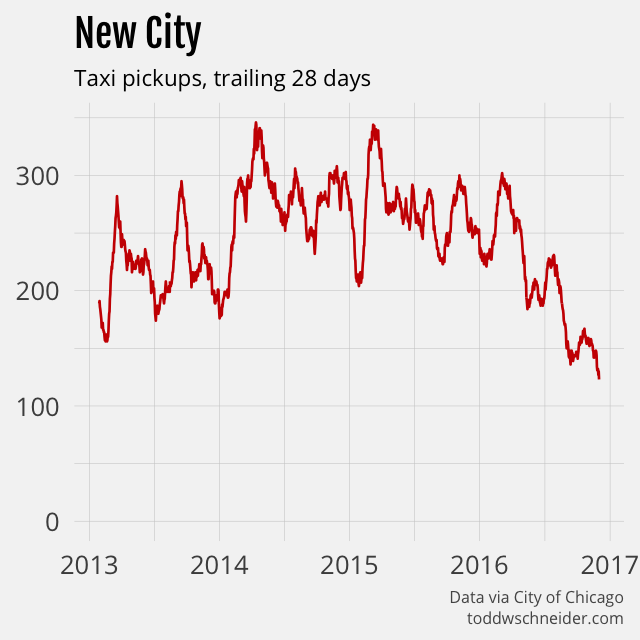 New City
Taxi pickups, trailing 28 days
300
200
100
0
2013 2014 2015 2016 2017
Data via City of Chicago
toddwschneider.com